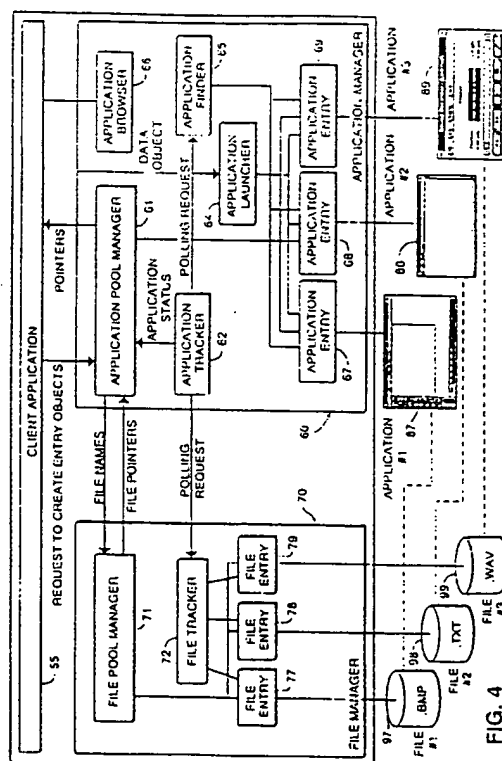 55
CLIENT APPLICATION
REQUEST TO CREATE ENTRY OBJECTS
POINTERS
FILE NAMES
FILE POINTERS
FILE POOL MANAGER
71
APPLICATION POOL MANAGER
61
APPLICATION BROWSER
66
DATA OBJECT
APPLICATION STATUS
POLLING REQUEST
POLLING REQUEST
FILE TRACKER
72
APPLICATION TRACKER
62
APPLICATION LAUNCHER
64
APPLICATION FINDER
65
70
60
FILE ENTRY
77
FILE ENTRY
78
FILE ENTRY
79
APPLICATION ENTRY
67
APPLICATION ENTRY
68
APPLICATION ENTRY
69
FILE MANAGER
APPLICATION MANAGER
97
.BMP
FILE #1
98
.TXT
FILE #2
99
.WAV
FILE #3
APPLICATION #1
87
APPLICATION #2
APPLICATION #3
89
FIG. 4